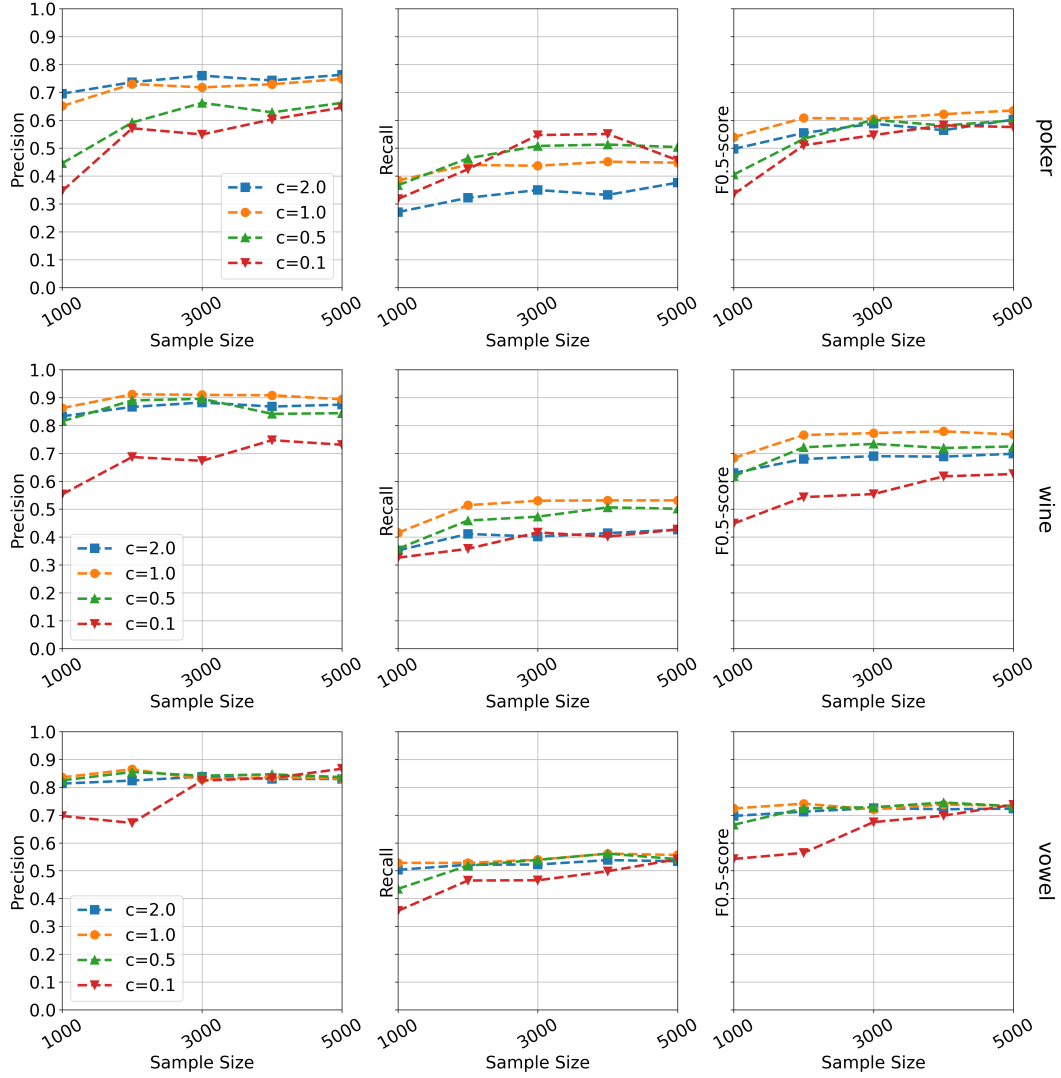 1.0
0.9
0.8
0.7
0.6
0.5
0.4
0.3
0.2
0.1
0.0
Precision
c=2.0
c=1.0
c=0.5
c=0.1
1000
3000
5000
Sample Size
Recall
1000
3000
5000
Sample Size
F0.5-score
1000
3000
5000
Sample Size
poker
1.0
0.9
0.8
0.7
0.6
0.5
0.4
0.3
0.2
0.1
0.0
Precision
c=2.0
c=1.0
c=0.5
c=0.1
1000
3000
5000
Sample Size
Recall
1000
3000
5000
Sample Size
F0.5-score
1000
3000
5000
Sample Size
wine
1.0
0.9
0.8
0.7
0.6
0.5
0.4
0.3
0.2
0.1
0.0
Precision
c=2.0
c=1.0
c=0.5
c=0.1
1000
3000
5000
Sample Size
Recall
1000
3000
5000
Sample Size
F0.5-score
1000
3000
5000
Sample Size
vowel